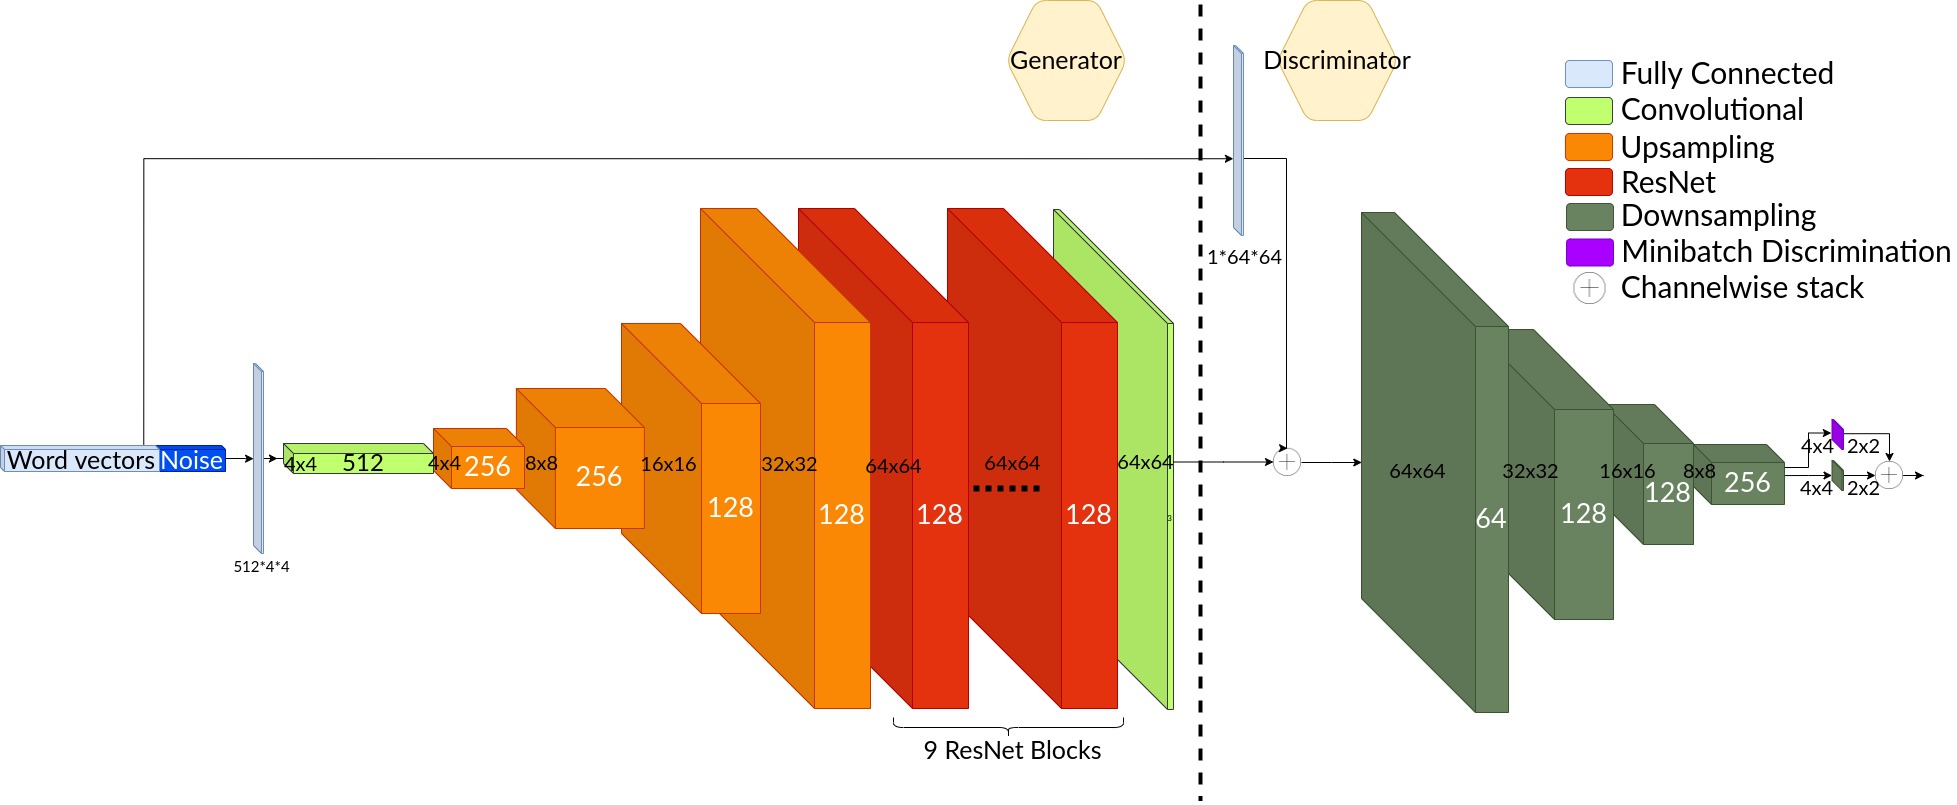 Generator
Discriminator
Fully Connected
Convolutional
Upsampling
ResNet
Downsampling
Minibatch Discrimination
Channelwise stack
1*64*64
Word vectors
Noise
512*4*4
4x4
512
4x4
256
8x8
256
16x16
128
32x32
128
64x64
128
64x64
128
64x64
3
9 ResNet Blocks
64x64
64
32x32
128
16x16
128
8x8
256
4x4
2x2
4x4
2x2